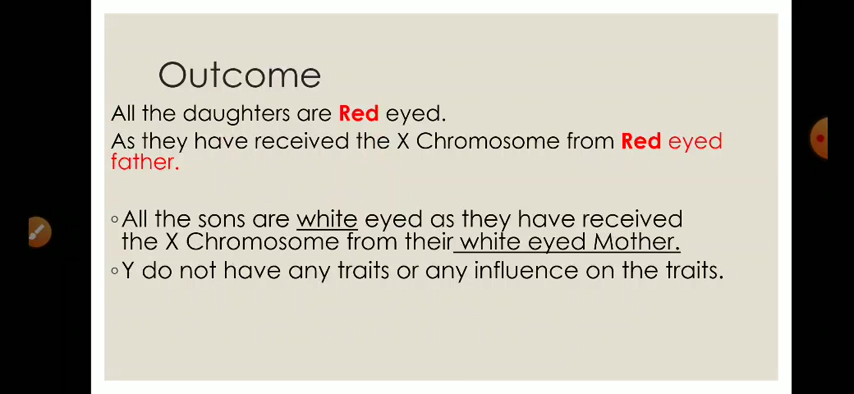 Outcome
All the daughters are Red eyed.
As they have received the X Chromosome from Red eyed
father.
◦All the sons are white eyed as they have received
the X Chromosome from their white eyed Mother.
◦Y do not have any traits or any influence on the traits.